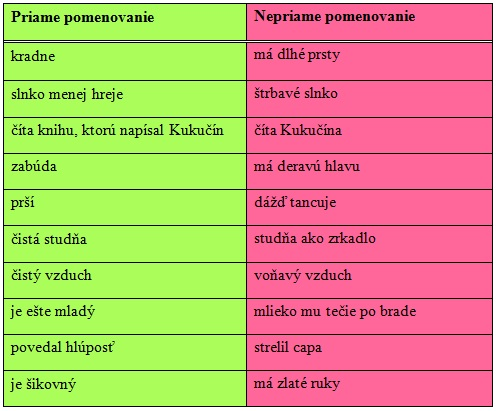 Priame pomenovanie Nepriame pomenovanie
kradne má dlhé prsty
slnko menej hreje štrbavé slnko
číta knihu, ktorú napísal Kukučín číta Kukučína
zabúda má deravú hlavu
prší dážď tancuje
čistá studňa studňa ako zrkadlo
čistý vzduch voňavý vzduch
je ešte mladý mlieko mu tečie po brade
povedal hlúposť strelil capa
je šikovný má zlaté ruky